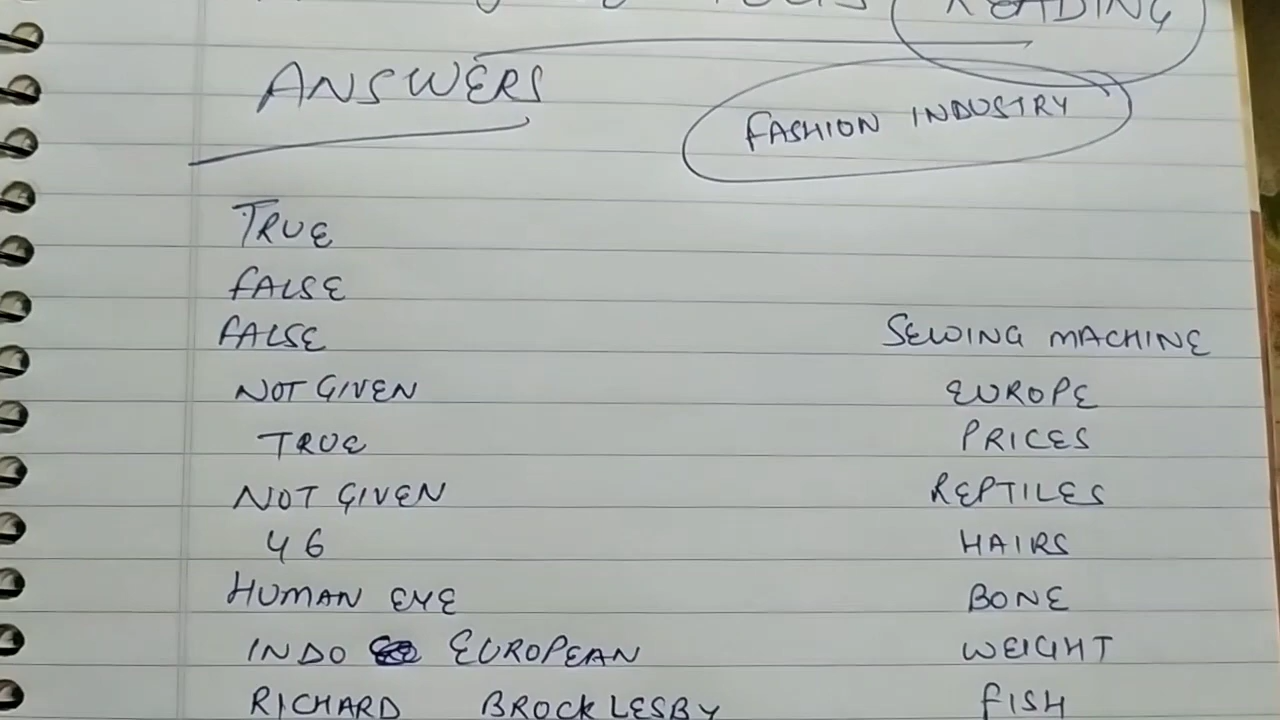 READING
ANSWERS
FASHION INDUSTRY
TRUE
FALSE
FALSE
SEWING MACHINE
NOT GIVEN
EUROPE
TRUE
PRICES
NOT GIVEN
REPTILES
46
HAIRS
HUMAN EYE
BONE
INDO EUROPEAN
WEIGHT
RICHARD BROCKLESBY
FISH